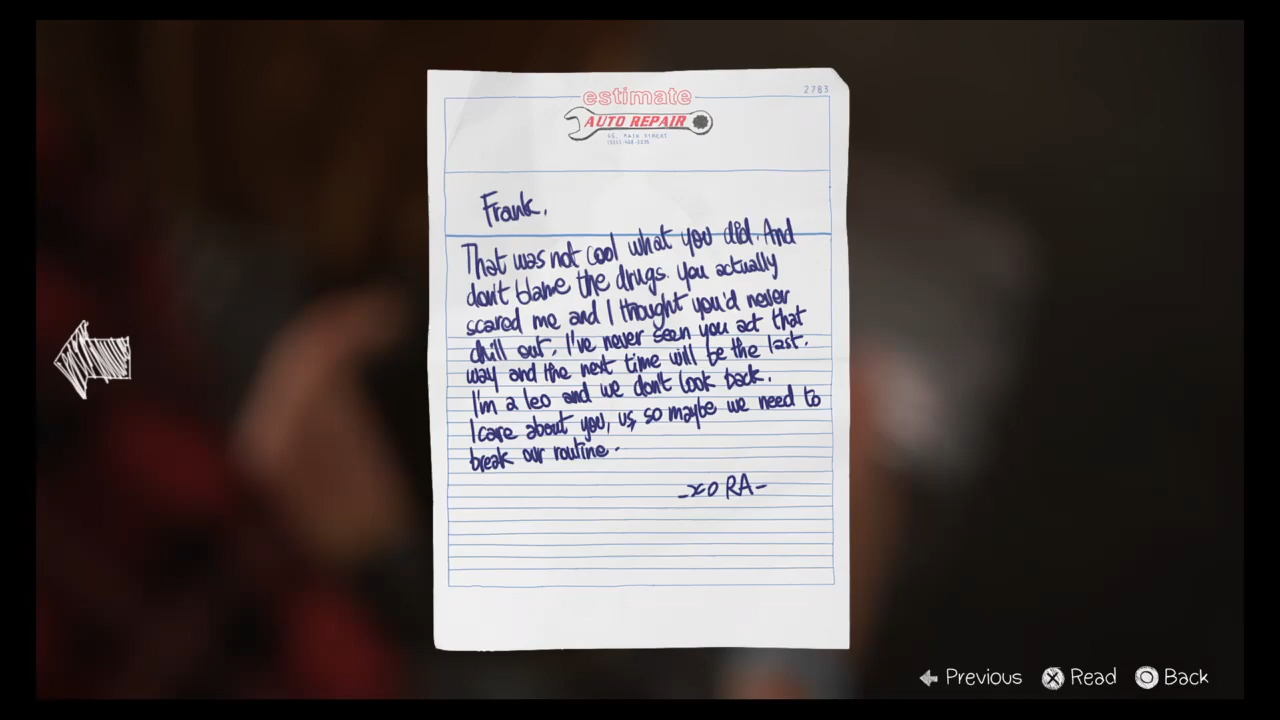 2783
estimate
AUTO REPAIR
Frank,
That was not cool what you did. And
don't blame the drugs. You actually
scared me and I thought you'd never
chill out. I've never seen you act that
way and the next time will be the last.
I'm a leo and we don't look back.
I care about you, us, so maybe we need to
break our routine.
-xo RA-
Previous
Read
Back